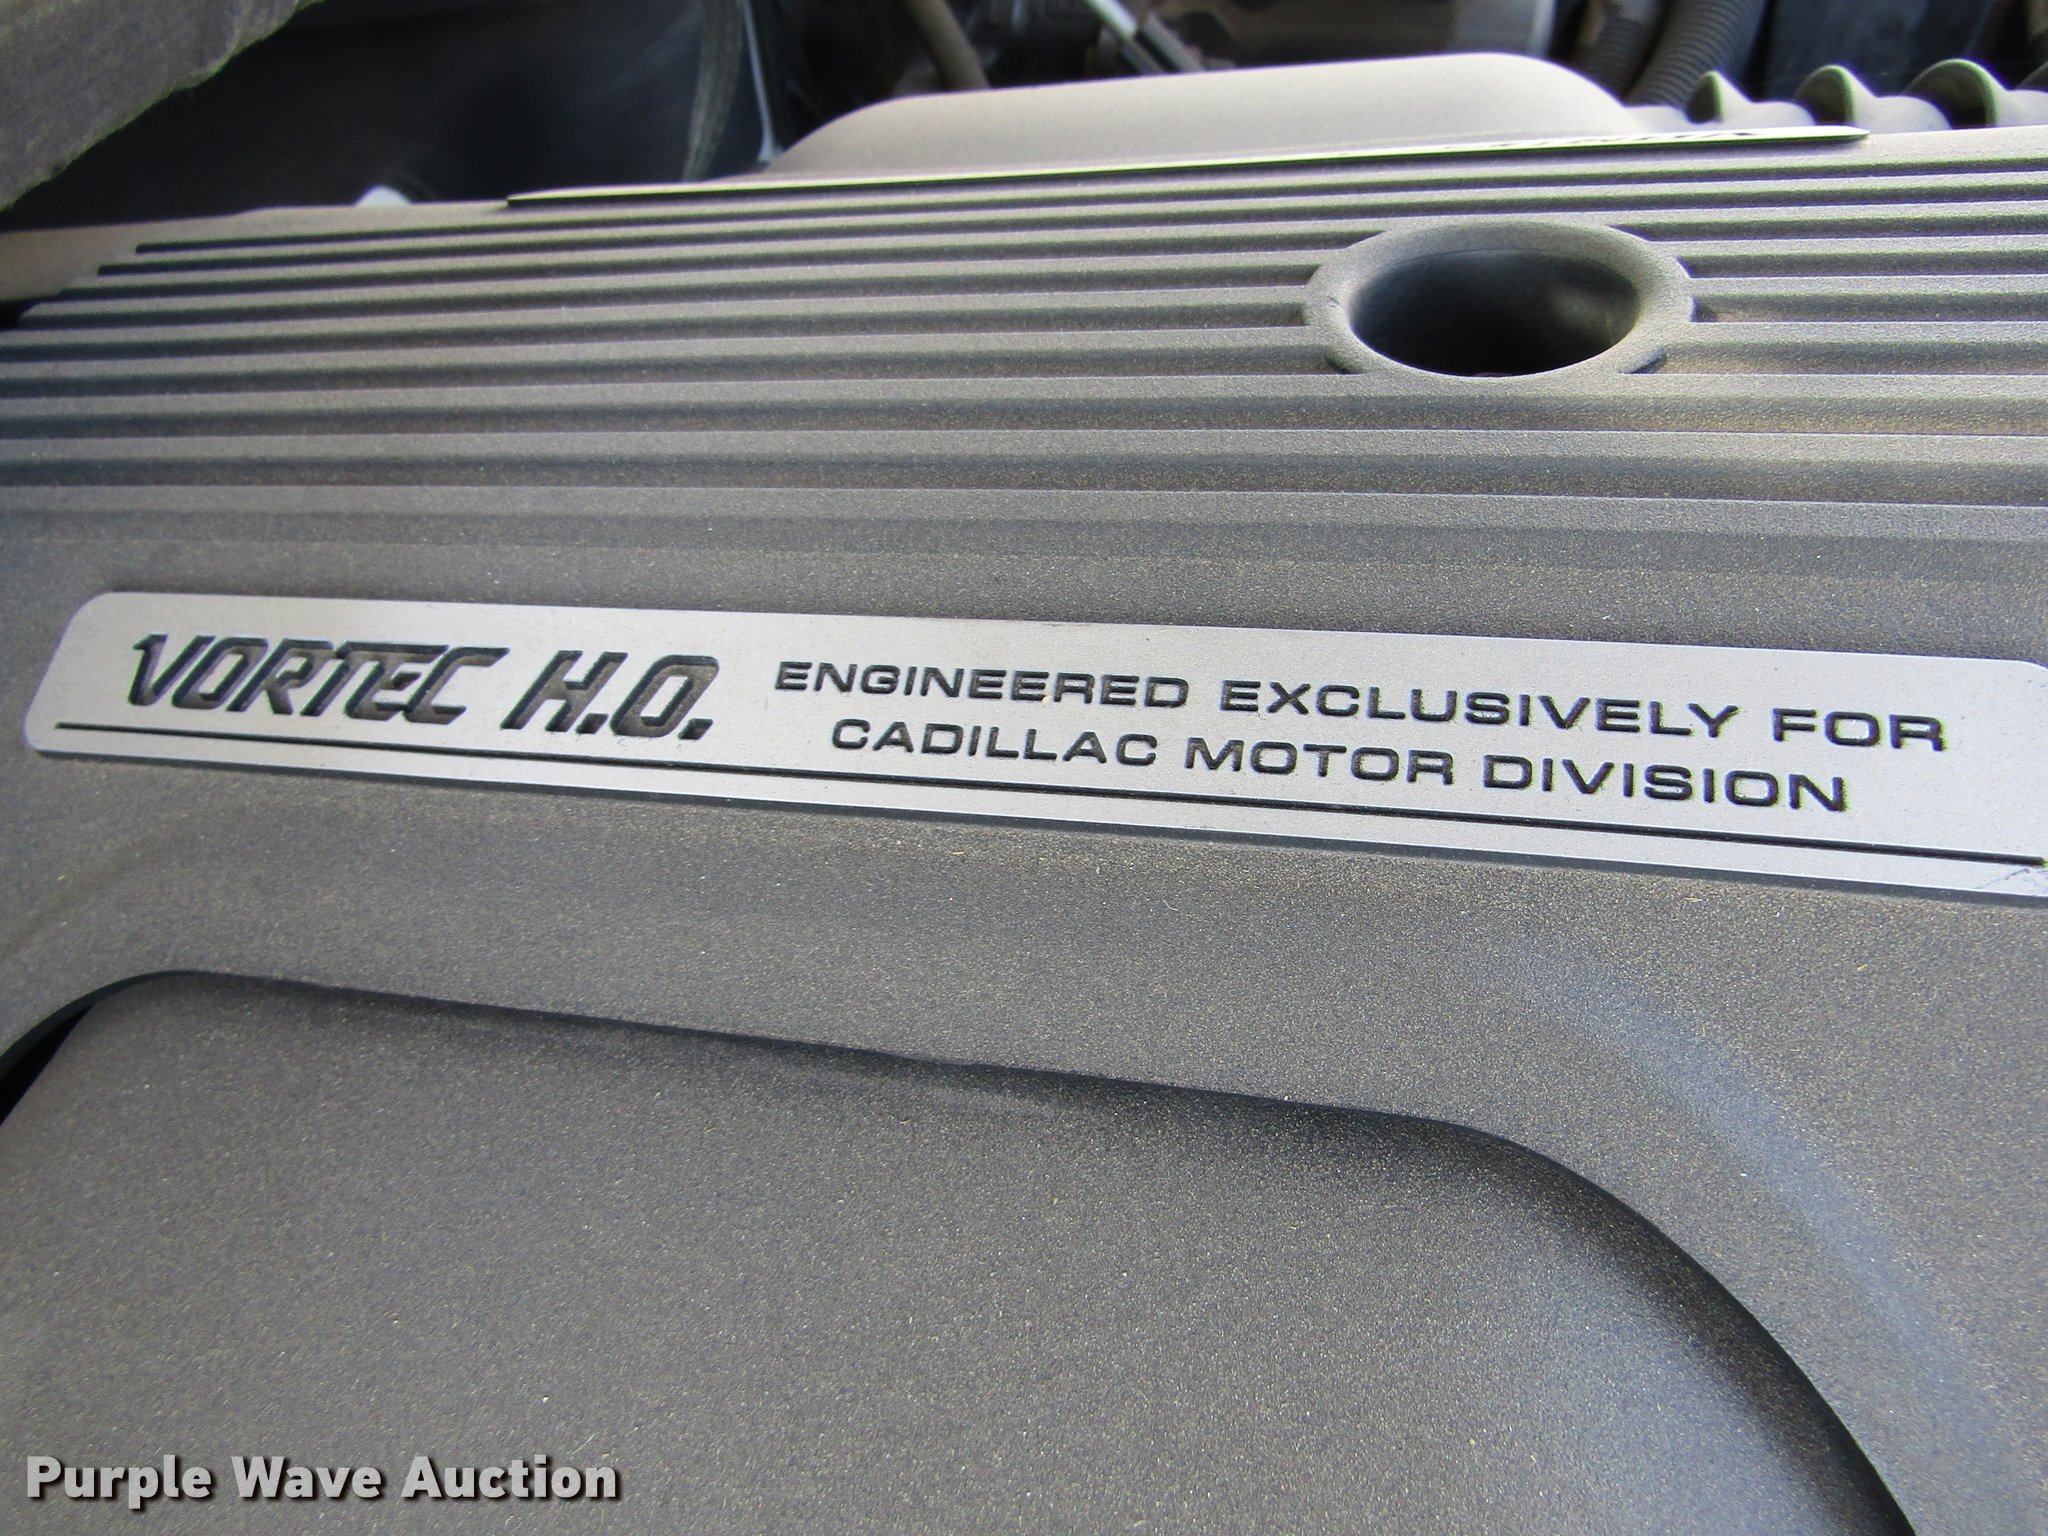 VORTEC H.O. ENGINEERED EXCLUSIVELY FOR
CADILLAC MOTOR DIVISION
Purple Wave Auction